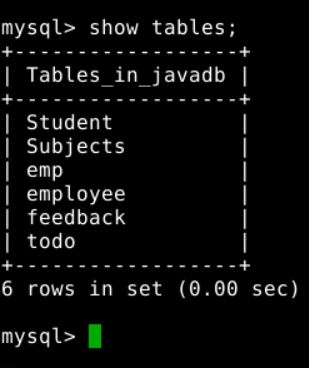 mysql> show tables;
+------------------+
| Tables_in_javadb |
+------------------+
| Student          |
| Subjects         |
| emp              |
| employee         |
| feedback         |
| todo             |
+------------------+
6 rows in set (0.00 sec)
mysql>